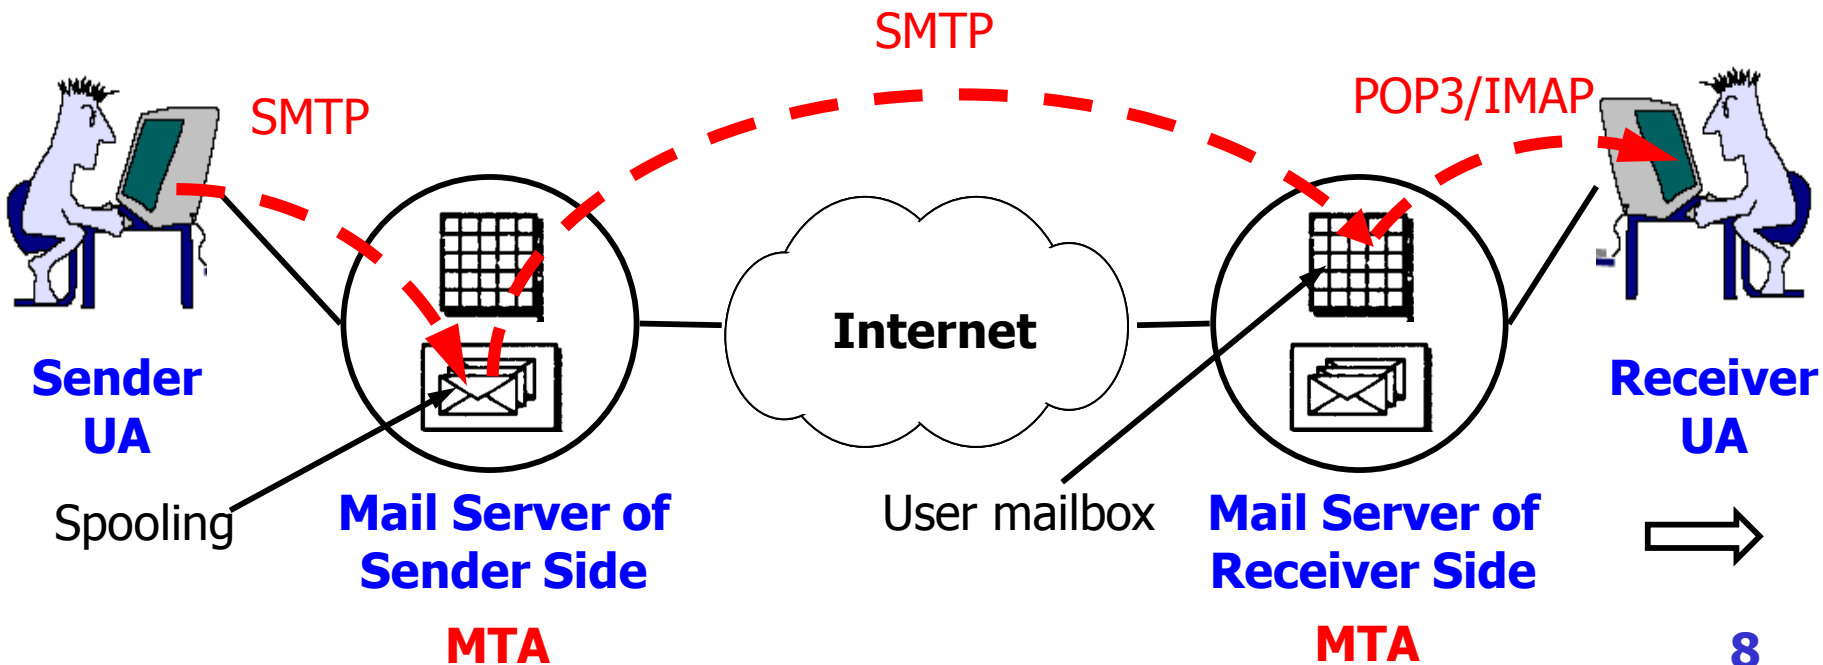 SMTP
SMTP
POP3/IMAP
Internet
Sender
UA
Receiver
UA
Spooling
Mail Server of
Sender Side
MTA
User mailbox
Mail Server of
Receiver Side
MTA
8